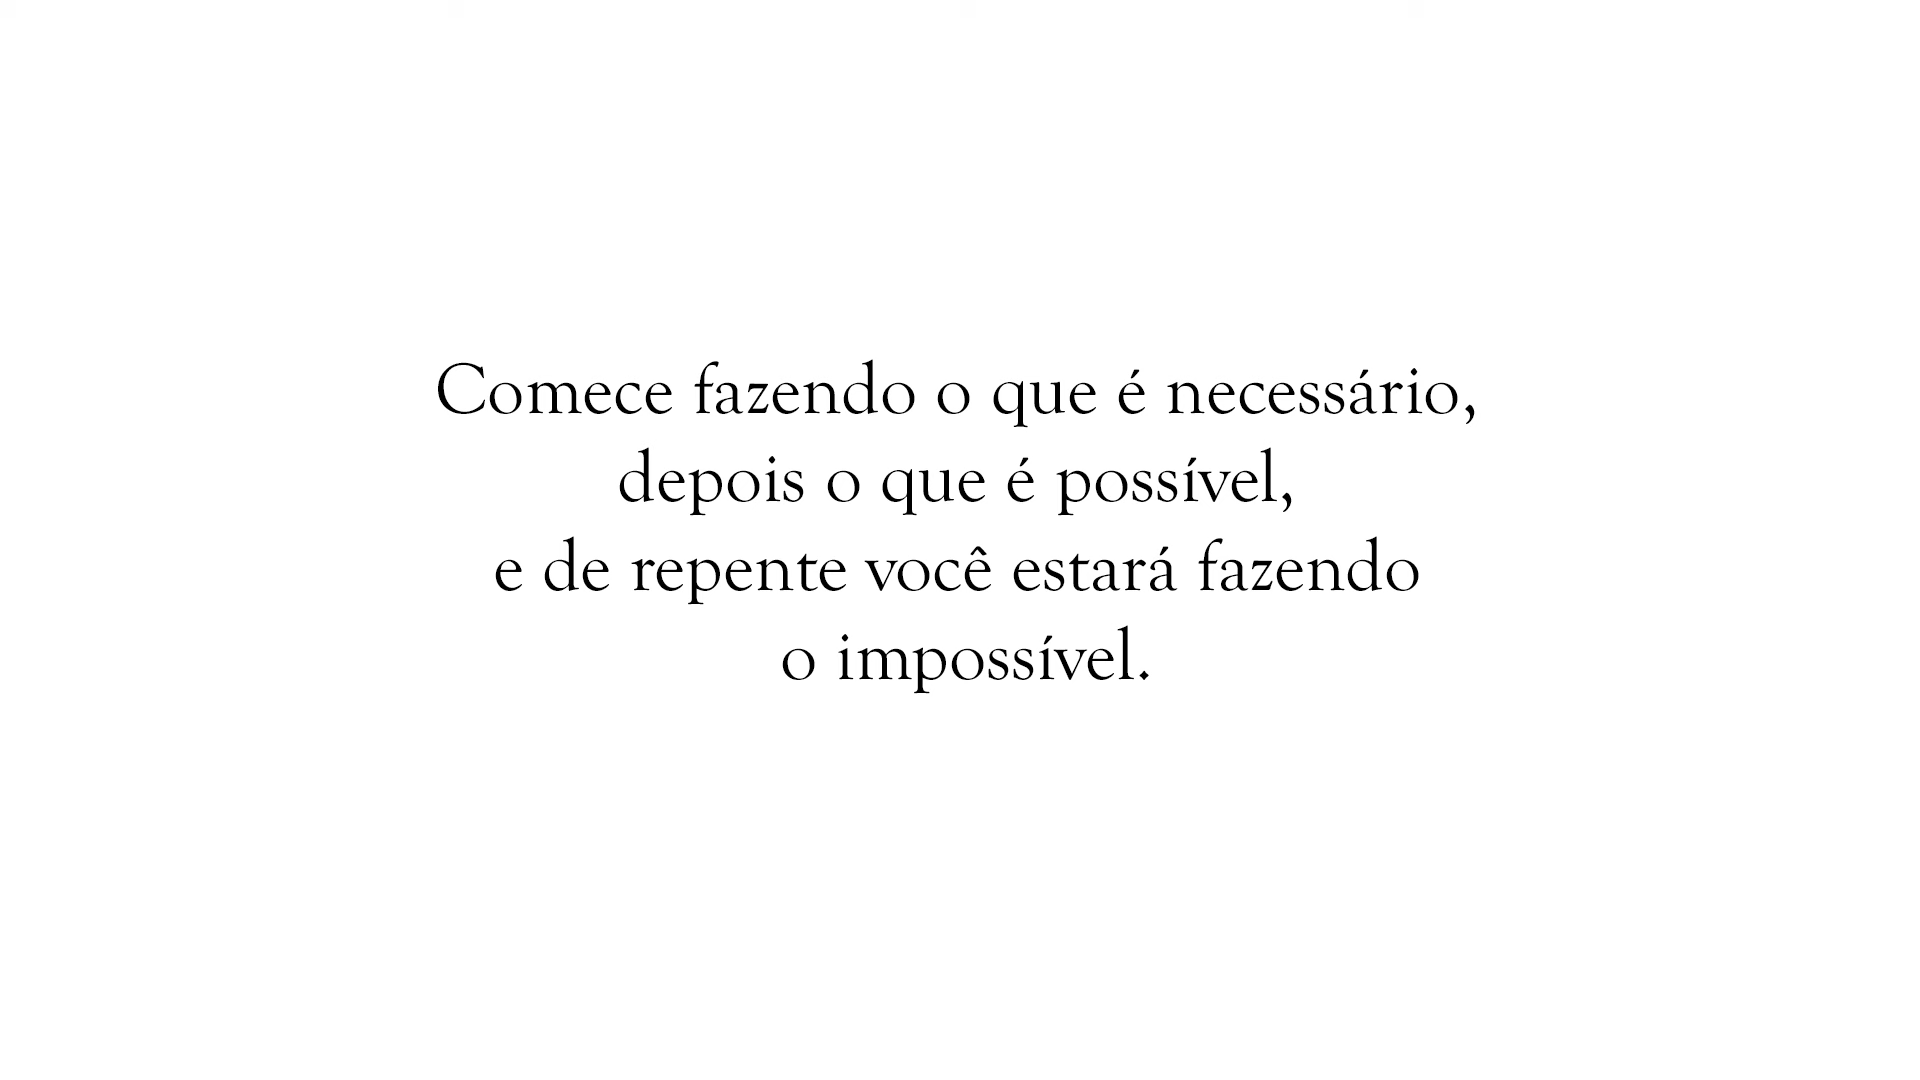 Comece fazendo o que é necessário,
depois o que é possível,
e de repente você estará fazendo
o impossível.